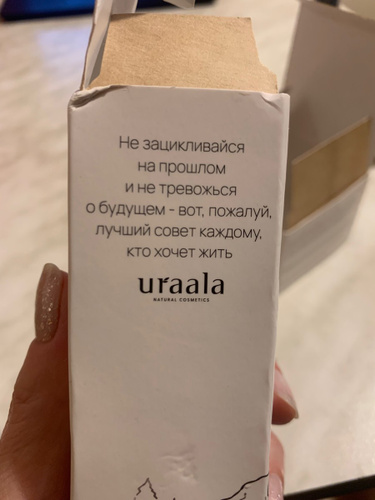 Не зацикливайся
на прошлом
и не тревожься
о будущем - вот, пожалуй,
лучший совет каждому,
кто хочет жить
uraala
NATURAL COSMETICS